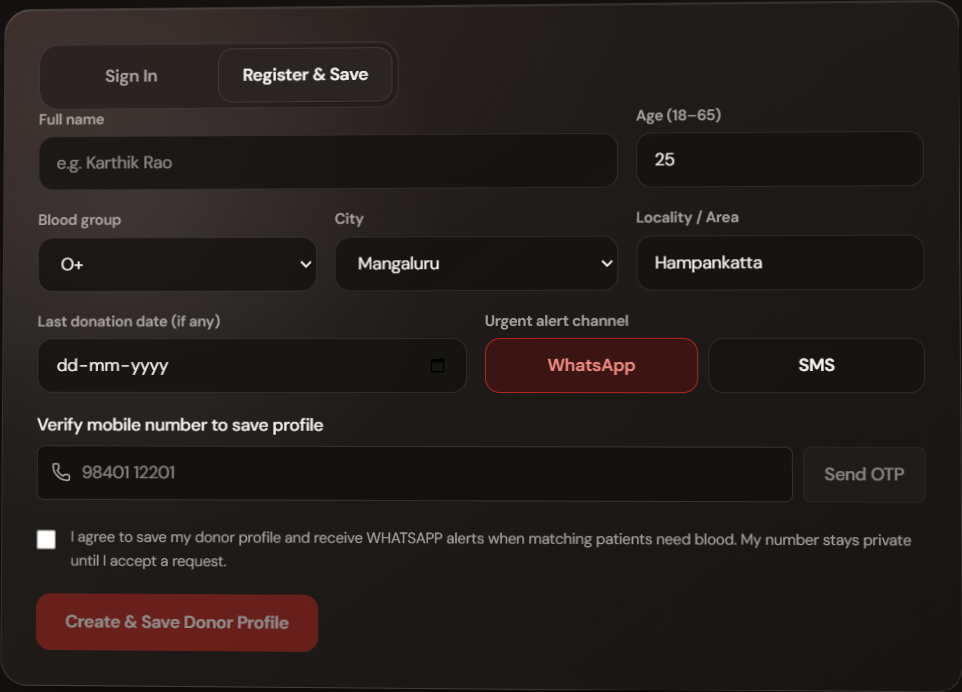 Sign In
Register & Save
Full name
Age (18–65)
e.g. Karthik Rao
25
Blood group
City
Locality / Area
O+
Mangaluru
Hampankatta
Last donation date (if any)
Urgent alert channel
dd-mm-yyyy
WhatsApp
SMS
Verify mobile number to save profile
98401 12201
Send OTP
I agree to save my donor profile and receive WHATSAPP alerts when matching patients need blood. My number stays private
until I accept a request.
Create & Save Donor Profile